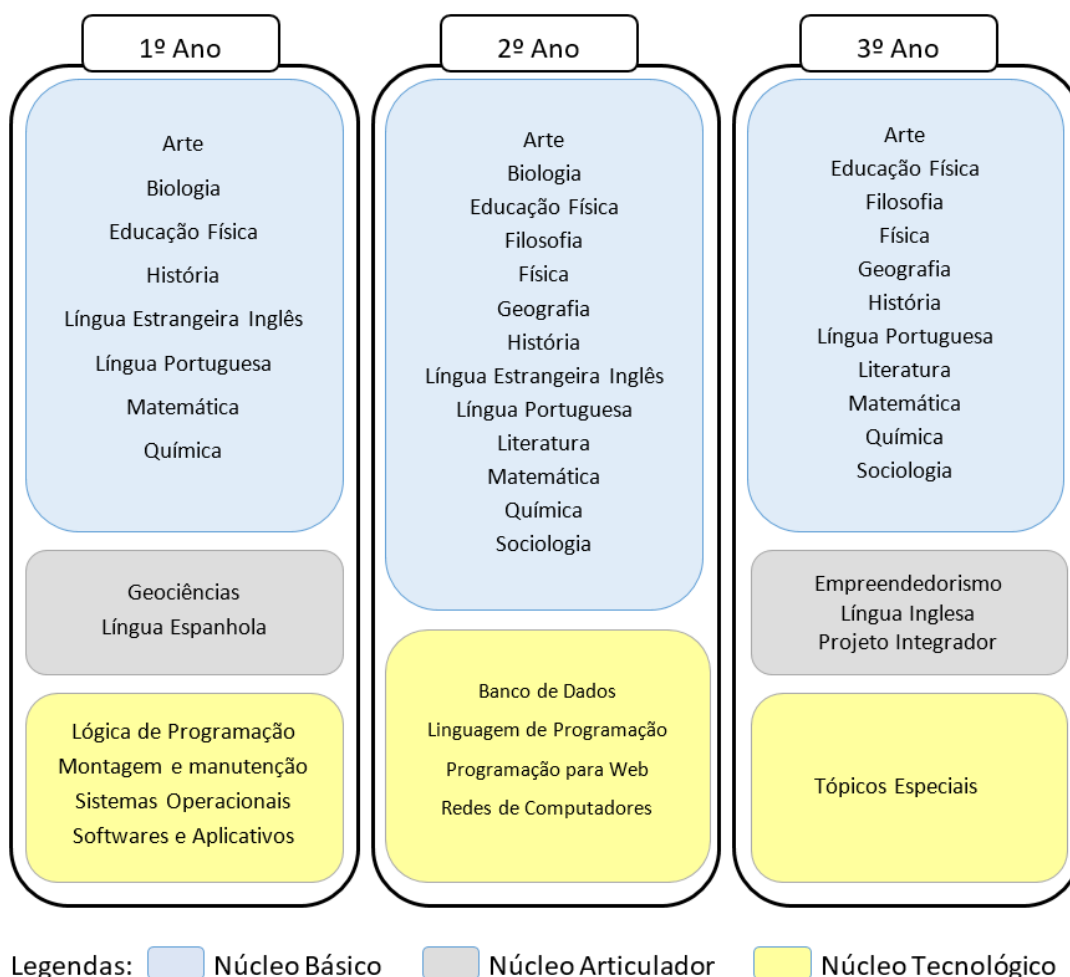 1º Ano
Arte
Biologia
Educação Física
História
Língua Estrangeira Inglês
Língua Portuguesa
Matemática
Química
Geociências
Língua Espanhola
Lógica de Programação
Montagem e manutenção
Sistemas Operacionais
Softwares e Aplicativos
2º Ano
Arte
Biologia
Educação Física
Filosofia
Física
Geografia
História
Língua Estrangeira Inglês
Língua Portuguesa
Literatura
Matemática
Química
Sociologia
Banco de Dados
Linguagem de Programação
Programação para Web
Redes de Computadores
3º Ano
Arte
Educação Física
Filosofia
Física
Geografia
História
Língua Portuguesa
Literatura
Matemática
Química
Sociologia
Empreendedorismo
Língua Inglesa
Projeto Integrador
Tópicos Especiais
Legendas: Núcleo Básico Núcleo Articulador Núcleo Tecnológico